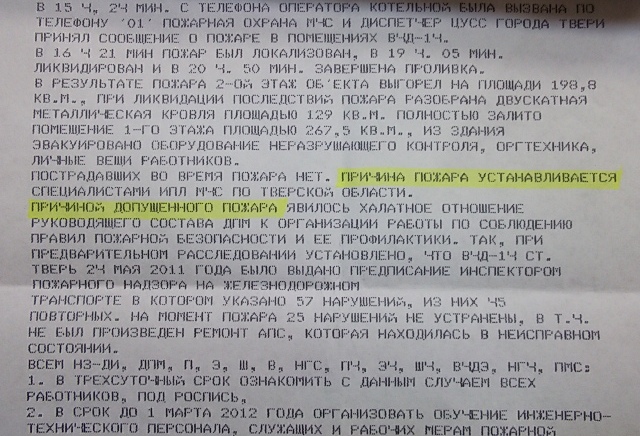 В 15 Ч, 24 МИН. С ТЕЛЕФОНА ОПЕРАТОРА КОТЕЛЬНОЙ БЫЛА ВЫЗВАНА ПО
ТЕЛЕФОНУ '01' ПОЖАРНАЯ ОХРАНА МЧС И ДИСПЕТЧЕР ЦУСС ГОРОДА ТВЕРИ
ПРИНЯЛ СООБЩЕНИЕ О ПОЖАРЕ В ПОМЕЩЕНИЯХ ВЧД-14.
В 16 Ч 21 МИН ПОЖАР БЫЛ ЛОКАЛИЗОВАН, В 19 Ч. 05 МИН.
ЛИКВИДИРОВАН И В 20 Ч. 50 МИН. ЗАВЕРШЕНА ПРОЛИВКА.
В РЕЗУЛЬТАТЕ ПОЖАРА 2-ОЙ ЭТАЖ ОБ'ЕКТА ВЫГОРЕЛ НА ПЛОЩАДИ 198,8
КВ.М., ПРИ ЛИКВИДАЦИИ ПОСЛЕДСТВИЙ ПОЖАРА РАЗОБРАНА ДВУСКАТНАЯ
МЕТАЛЛИЧЕСКАЯ КРОВЛЯ ПЛОЩАДЬЮ 129 КВ.М. ПОЛНОСТЬЮ ЗАЛИТО
ПОМЕЩЕНИЕ 1-ГО ЭТАЖА ПЛОЩАДЬЮ 267,5 КВ.М., ИЗ ЗДАНИЯ
ЭВАКУИРОВАНО ОБОРУДОВАНИЕ НЕРАЗРУШАЮЩЕГО КОНТРОЛЯ, ОРГТЕХНИКА,
ЛИЧНЫЕ ВЕЩИ РАБОТНИКОВ.
ПОСТРАДАВШИХ ВО ВРЕМЯ ПОЖАРА НЕТ. ПРИЧИНА ПОЖАРА УСТАНАВЛИВАЕТСЯ
СПЕЦИАЛИСТАМИ ИПЛ МЧС ПО ТВЕРСКОЙ ОБЛАСТИ.
ПРИЧИНОЙ ДОПУЩЕННОГО ПОЖАРА ЯВИЛОСЬ ХАЛАТНОЕ ОТНОШЕНИЕ
РУКОВОДЯЩЕГО СОСТАВА ДПМ К ОРГАНИЗАЦИИ РАБОТЫ ПО СОБЛЮДЕНИЮ
ПРАВИЛ ПОЖАРНОЙ БЕЗОПАСНОСТИ И ЕЕ ПРОФИЛАКТИКИ. ТАК, ПРИ
ПРЕДВАРИТЕЛЬНОМ РАССЛЕДОВАНИИ УСТАНОВЛЕНО, ЧТО ВЧД-14 СТ.
ТВЕРЬ 24 МАЯ 2011 ГОДА БЫЛО ВЫДАНО ПРЕДПИСАНИЕ ИНСПЕКТОРОМ
ПОЖАРНОГО НАДЗОРА НА ЖЕЛЕЗНОДОРОЖНОМ
ТРАНСПОРТЕ В КОТОРОМ УКАЗАНО 57 НАРУШЕНИЙ, ИЗ НИХ 45
ПОВТОРНЫХ. НА МОМЕНТ ПОЖАРА 25 НАРУШЕНИЙ НЕ УСТРАНЕНЫ, В Т.Ч.
НЕ БЫЛ ПРОИЗВЕДЕН РЕМОНТ АПС, КОТОРАЯ НАХОДИЛАСЬ В НЕИСПРАВНОМ
СОСТОЯНИИ.
ВСЕМ НЗ-ДИ, ДПМ, П, Э, Ш, В, НГС, ПЧ, ЭЧ, ШЧ, ВЧДЭ, НГЧ, ПМС:
1. В ТРЕХСУТОЧНЫЙ СРОК ОЗНАКОМИТЬ С ДАННЫМ СЛУЧАЕМ ВСЕХ
РАБОТНИКОВ, ПОД РОСПИСЬ,
2. В СРОК ДО 1 МАРТА 2012 ГОДА ОРГАНИЗОВАТЬ ОБУЧЕНИЕ ИНЖЕНЕРНО-
ТЕХНИЧЕСКОГО ПЕРСОНАЛА, СЛУЖАЩИХ И РАБОЧИХ МЕРАМ ПОЖАРНОЙ